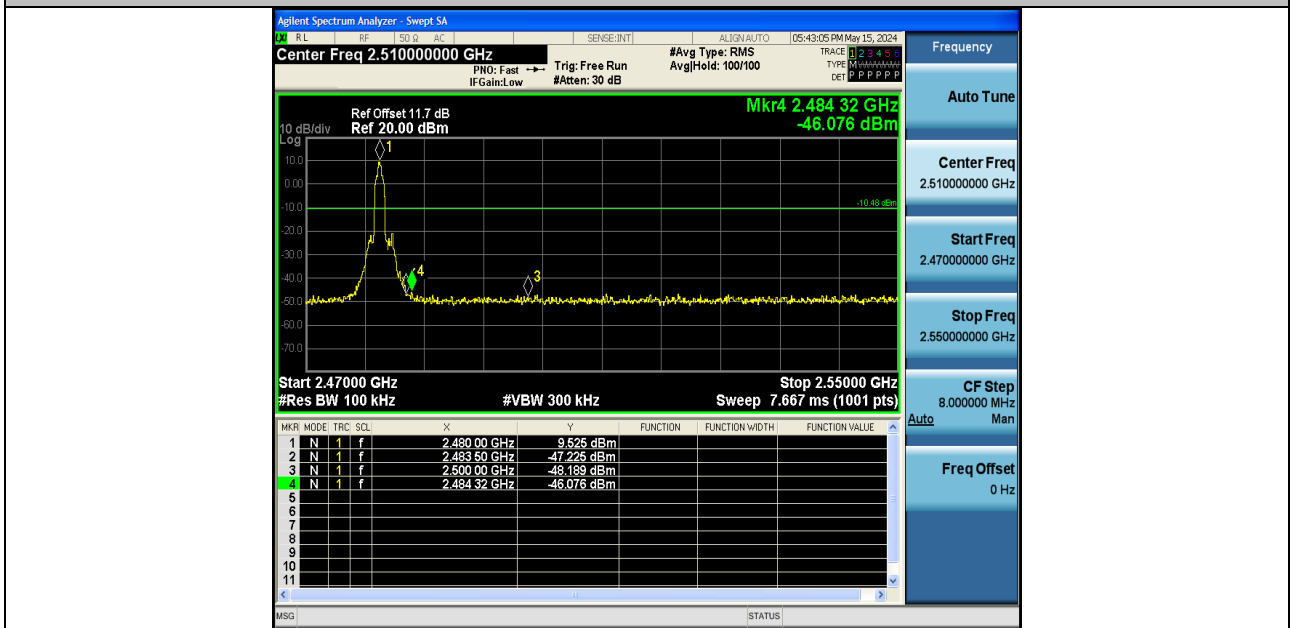 Agilent Spectrum Analyzer - Swept SA
LXI RL RF 50 Ω AC SENSE:INT ALIGN AUTO 05:43:05 PM May 15, 2024
Center Freq 2.510000000 GHz
PNO: Fast
IFGain:Low
Trig: Free Run
#Atten: 30 dB
#Avg Type: RMS
Avg|Hold: 100/100
TRACE 1 2 3 4 5 6
TYPE M W W W W W
DET P P P P P P
Mkr4 2.484 32 GHz
-46.076 dBm
Ref Offset 11.7 dB
10 dB/div Ref 20.00 dBm
Log
10.0
0.00
-10.0
-20.0
-30.0
-40.0
-50.0
-60.0
-70.0
1
-10.48 dBm
4
3
Start 2.47000 GHz Stop 2.55000 GHz
#Res BW 100 kHz #VBW 300 kHz Sweep 7.667 ms (1001 pts)
MKR MODE TRC SCL X Y FUNCTION FUNCTION WIDTH FUNCTION VALUE
1 N 1 f 2.480 00 GHz 9.525 dBm
2 N 1 f 2.483 50 GHz -47.225 dBm
3 N 1 f 2.500 00 GHz -48.189 dBm
4 N 1 f 2.484 32 GHz -46.076 dBm
5
6
7
8
9
10
11
MSG STATUS
Frequency
Auto Tune
Center Freq
2.510000000 GHz
Start Freq
2.470000000 GHz
Stop Freq
2.550000000 GHz
CF Step
8.000000 MHz
Auto Man
Freq Offset
0 Hz